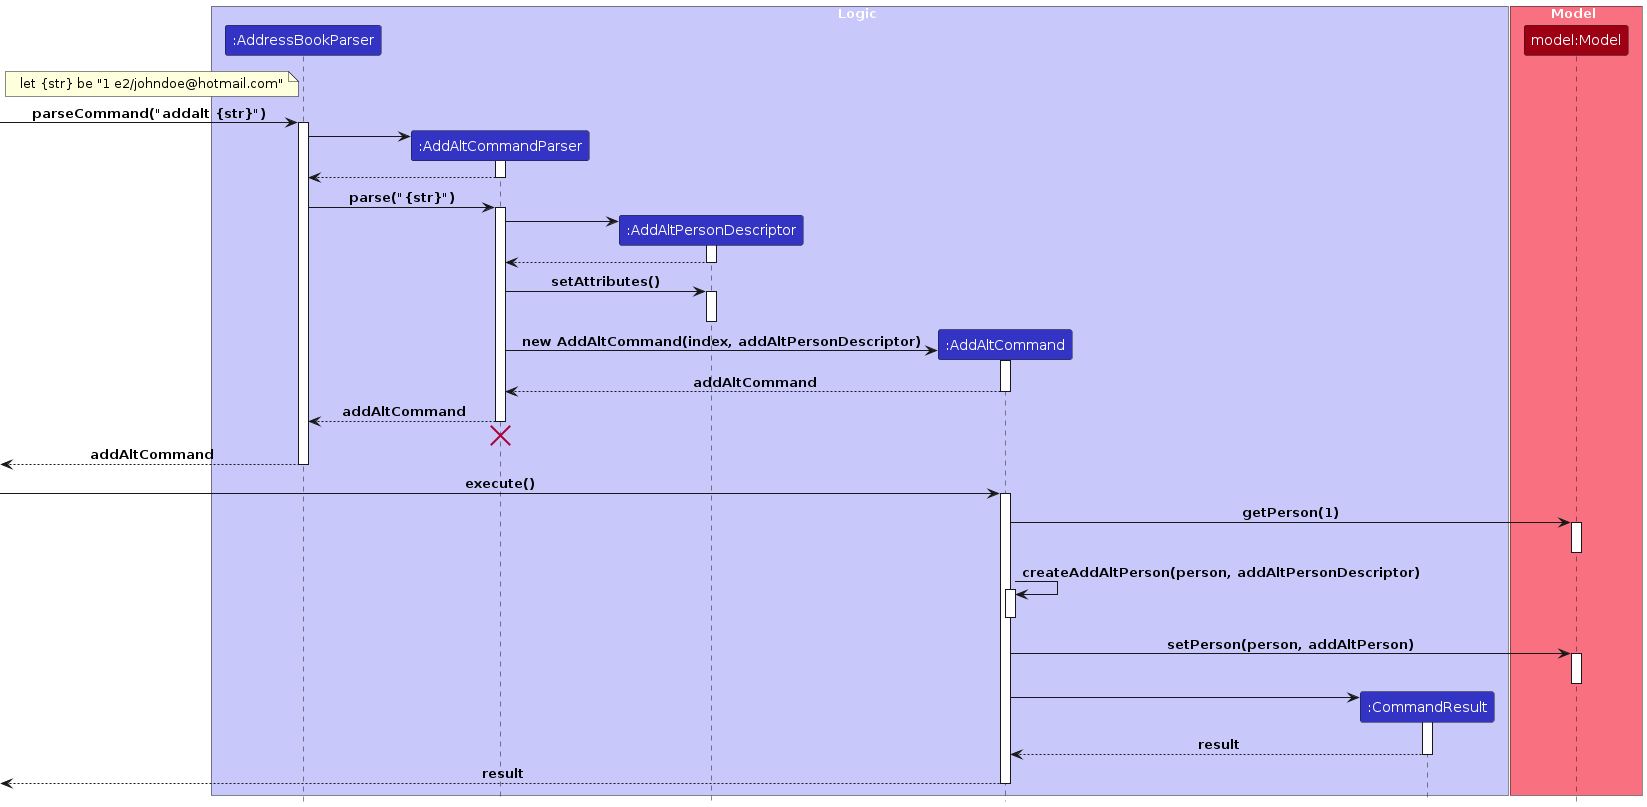 Logic
Model
:AddressBookParser
model:Model
let {str} be "1 e2/johndoe@hotmail.com"
parseCommand("addalt {str}")
:AddAltCommandParser
parse("{str}")
:AddAltPersonDescriptor
setAttributes()
new AddAltCommand(index, addAltPersonDescriptor)
:AddAltCommand
addAltCommand
addAltCommand
addAltCommand
execute()
getPerson(1)
createAddAltPerson(person, addAltPersonDescriptor)
setPerson(person, addAltPerson)
:CommandResult
result
result